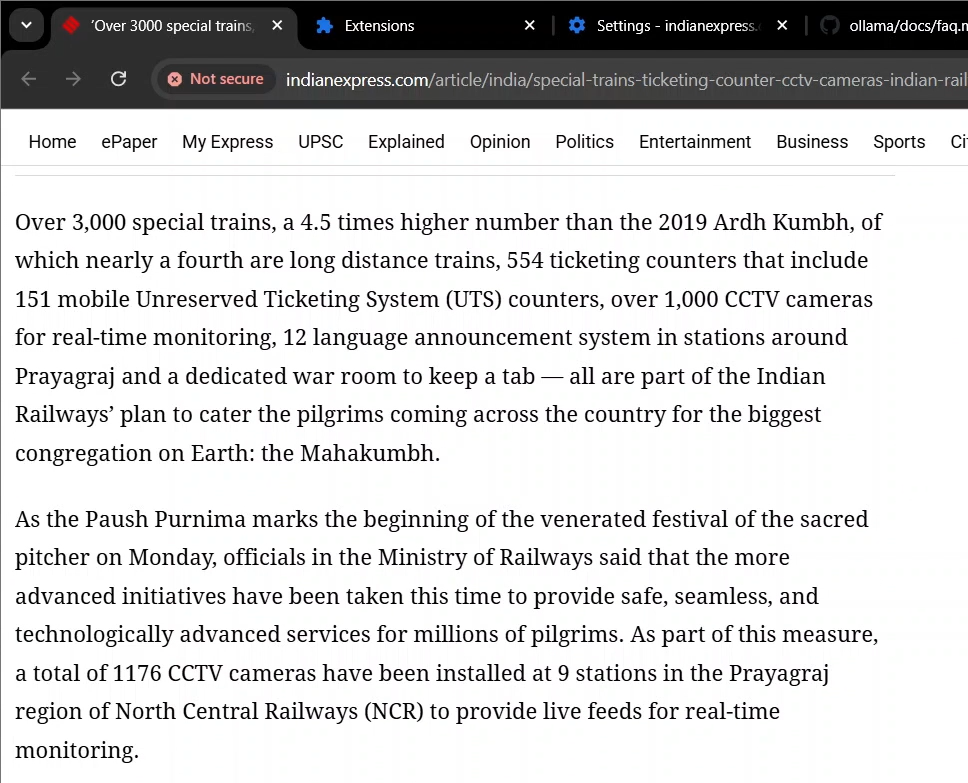 'Over 3000 special trains,
Extensions
Settings - indianexpress.
ollama/docs/faq.m
Not secure
indianexpress.com/article/india/special-trains-ticketing-counter-cctv-cameras-indian-rail
Home ePaper My Express UPSC Explained Opinion Politics Entertainment Business Sports Cit
Over 3,000 special trains, a 4.5 times higher number than the 2019 Ardh Kumbh, of
which nearly a fourth are long distance trains, 554 ticketing counters that include
151 mobile Unreserved Ticketing System (UTS) counters, over 1,000 CCTV cameras
for real-time monitoring, 12 language announcement system in stations around
Prayagraj and a dedicated war room to keep a tab — all are part of the Indian
Railways’ plan to cater the pilgrims coming across the country for the biggest
congregation on Earth: the Mahakumbh.
As the Paush Purnima marks the beginning of the venerated festival of the sacred
pitcher on Monday, officials in the Ministry of Railways said that the more
advanced initiatives have been taken this time to provide safe, seamless, and
technologically advanced services for millions of pilgrims. As part of this measure,
a total of 1176 CCTV cameras have been installed at 9 stations in the Prayagraj
region of North Central Railways (NCR) to provide live feeds for real-time
monitoring.